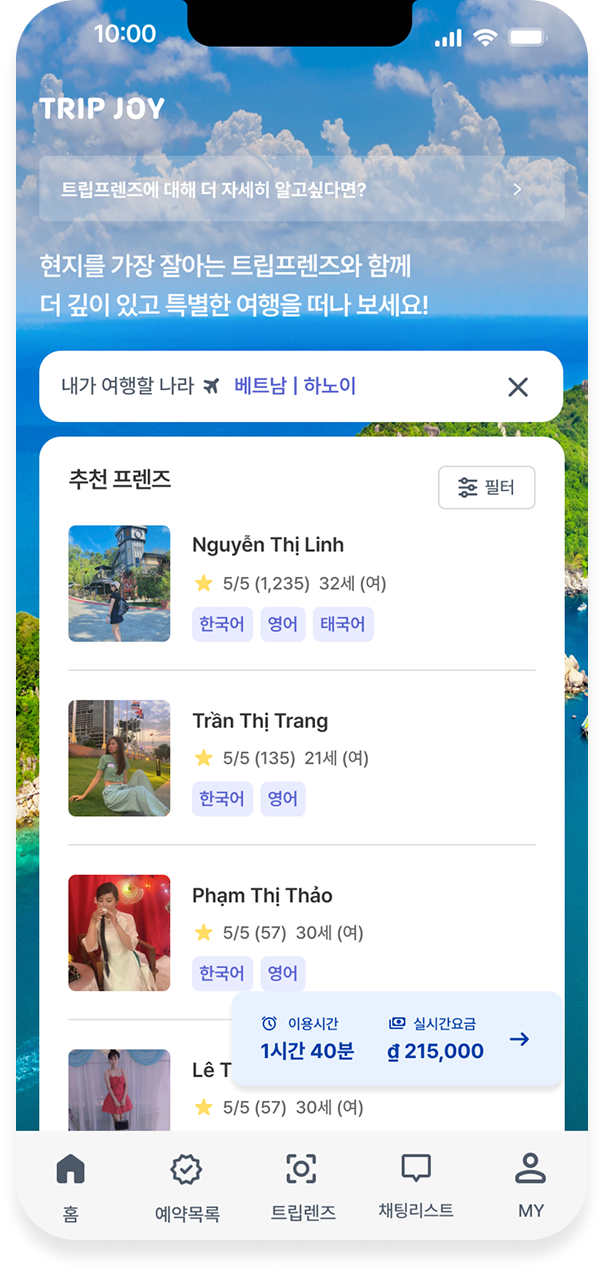 10:00
TRIP JOY
트립프렌즈에 대해 더 자세히 알고싶다면?
현지를 가장 잘아는 트립프렌즈와 함께
더 깊이 있고 특별한 여행을 떠나 보세요!
내가 여행할 나라 베트남 | 하노이
추천 프렌즈
필터
Nguyễn Thị Linh
5/5 (1,235) 32세 (여)
한국어 영어 태국어
Trần Thị Trang
5/5 (135) 21세 (여)
한국어 영어
Phạm Thị Thảo
5/5 (57) 30세 (여)
한국어 영어
이용시간 실시간요금
1시간 40분 ₫ 215,000
Lê T
5/5 (57) 30세 (여)
홈 예약목록 트립렌즈 채팅리스트 MY